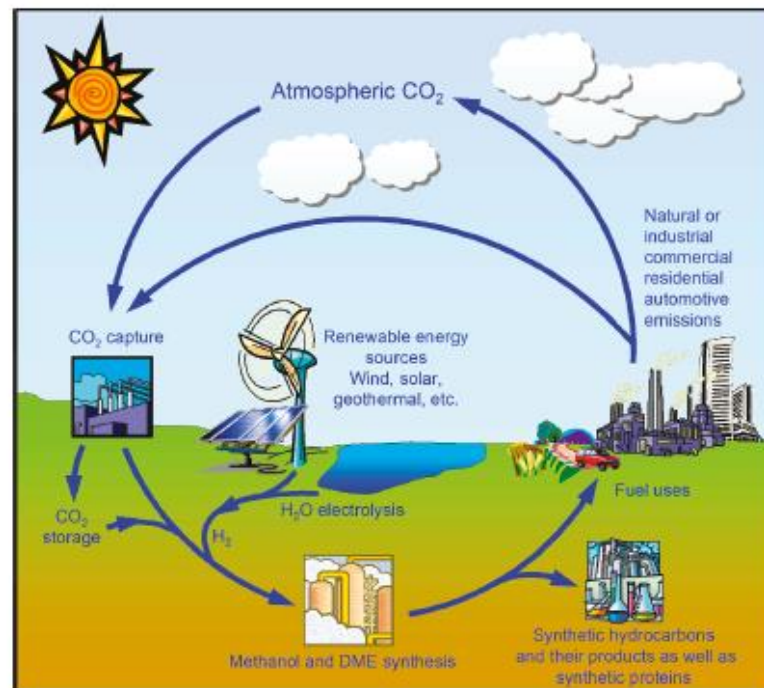 Atmospheric CO₂
Natural or
industrial
commercial
residential
automotive
emissions
CO₂ capture
Renewable energy
sources
Wind, solar,
geothermal, etc.
CO₂
storage
H₂
H₂O electrolysis
Fuel uses
Methanol and DME synthesis
Synthetic hydrocarbons
and their products as well as
synthetic proteins